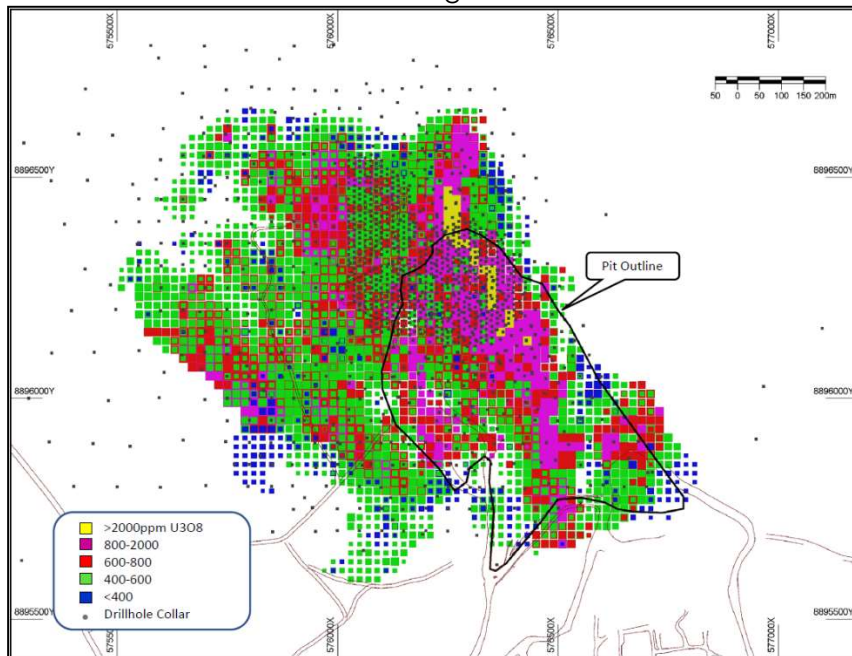 575500X
576000X
576500X
577000X
50 0 50 100 150 200m
8896500Y
8896500Y
Pit Outline
8896000Y
8896000Y
>2000ppm U3O8
800-2000
600-800
400-600
<400
Drillhole Collar
8895500Y
8895500Y
576000X
576500X
577000X